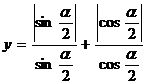 y = |sin α/2| / sin α/2 + |cos α/2| / cos α/2